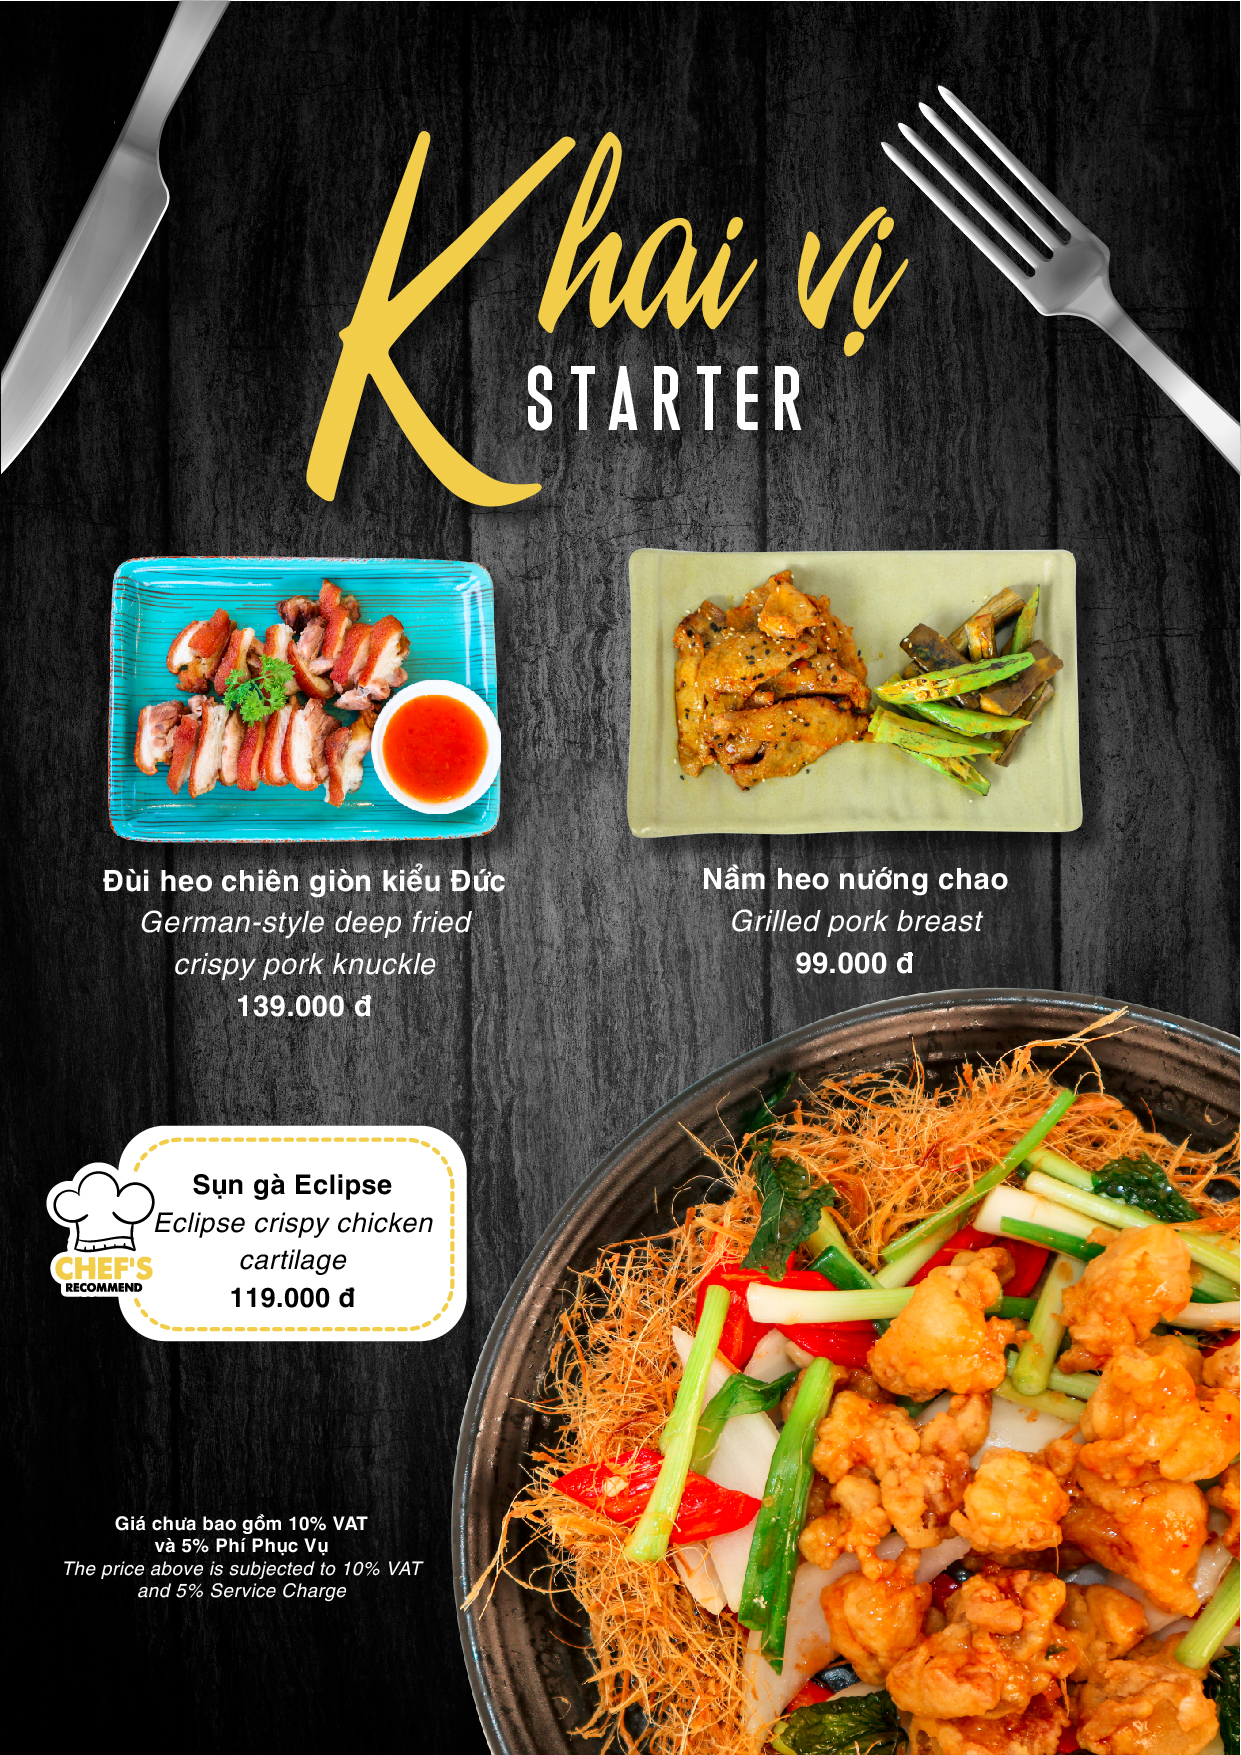 Khai vị
STARTER
Đùi heo chiên giòn kiểu Đức
German-style deep fried
crispy pork knuckle
139.000 đ
Nầm heo nướng chao
Grilled pork breast
99.000 đ
CHEF'S
RECOMMEND
Sụn gà Eclipse
Eclipse crispy chicken
cartilage
119.000 đ
Giá chưa bao gồm 10% VAT
và 5% Phí Phục Vụ
The price above is subjected to 10% VAT
and 5% Service Charge